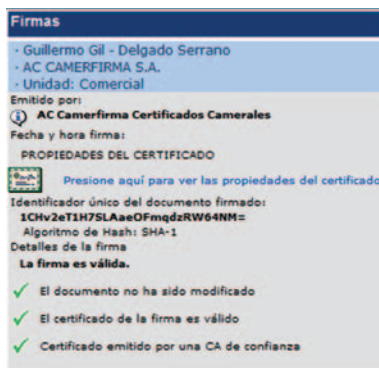 Firmas
· Guillermo Gil - Delgado Serrano
· AC CAMERFIRMA S.A.
· Unidad: Comercial
Emitido por:
AC Camerfirma Certificados Camerales
Fecha y hora firma:
PROPIEDADES DEL CERTIFICADO
Presione aquí para ver las propiedades del certificado
Identificador único del documento firmado:
1CHv2eT1H7SLAaeOFmqdzRW64NM=
Algoritmo de Hash: SHA-1
Detalles de la firma
La firma es válida.
El documento no ha sido modificado
El certificado de la firma es válido
Certificado emitido por una CA de confianza